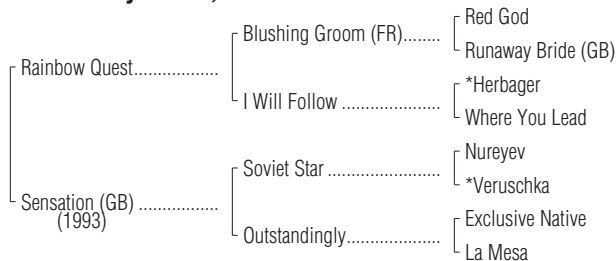 Red God
Blushing Groom (FR)........
Runaway Bride (GB)
Rainbow Quest..................
*Herbager
I Will Follow .....................
Where You Lead
Nureyev
Soviet Star ........................
*Veruschka
Sensation (GB) .................
(1993)
Exclusive Native
Outstandingly....................
La Mesa